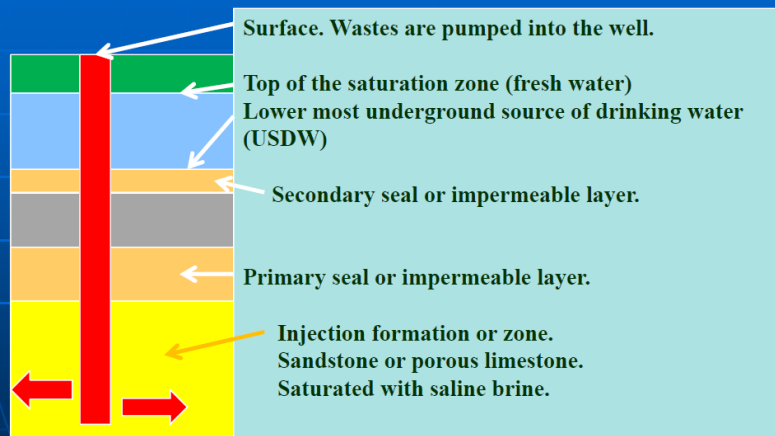 Surface. Wastes are pumped into the well.
Top of the saturation zone (fresh water)
Lower most underground source of drinking water
(USDW)
Secondary seal or impermeable layer.
Primary seal or impermeable layer.
Injection formation or zone.
Sandstone or porous limestone.
Saturated with saline brine.